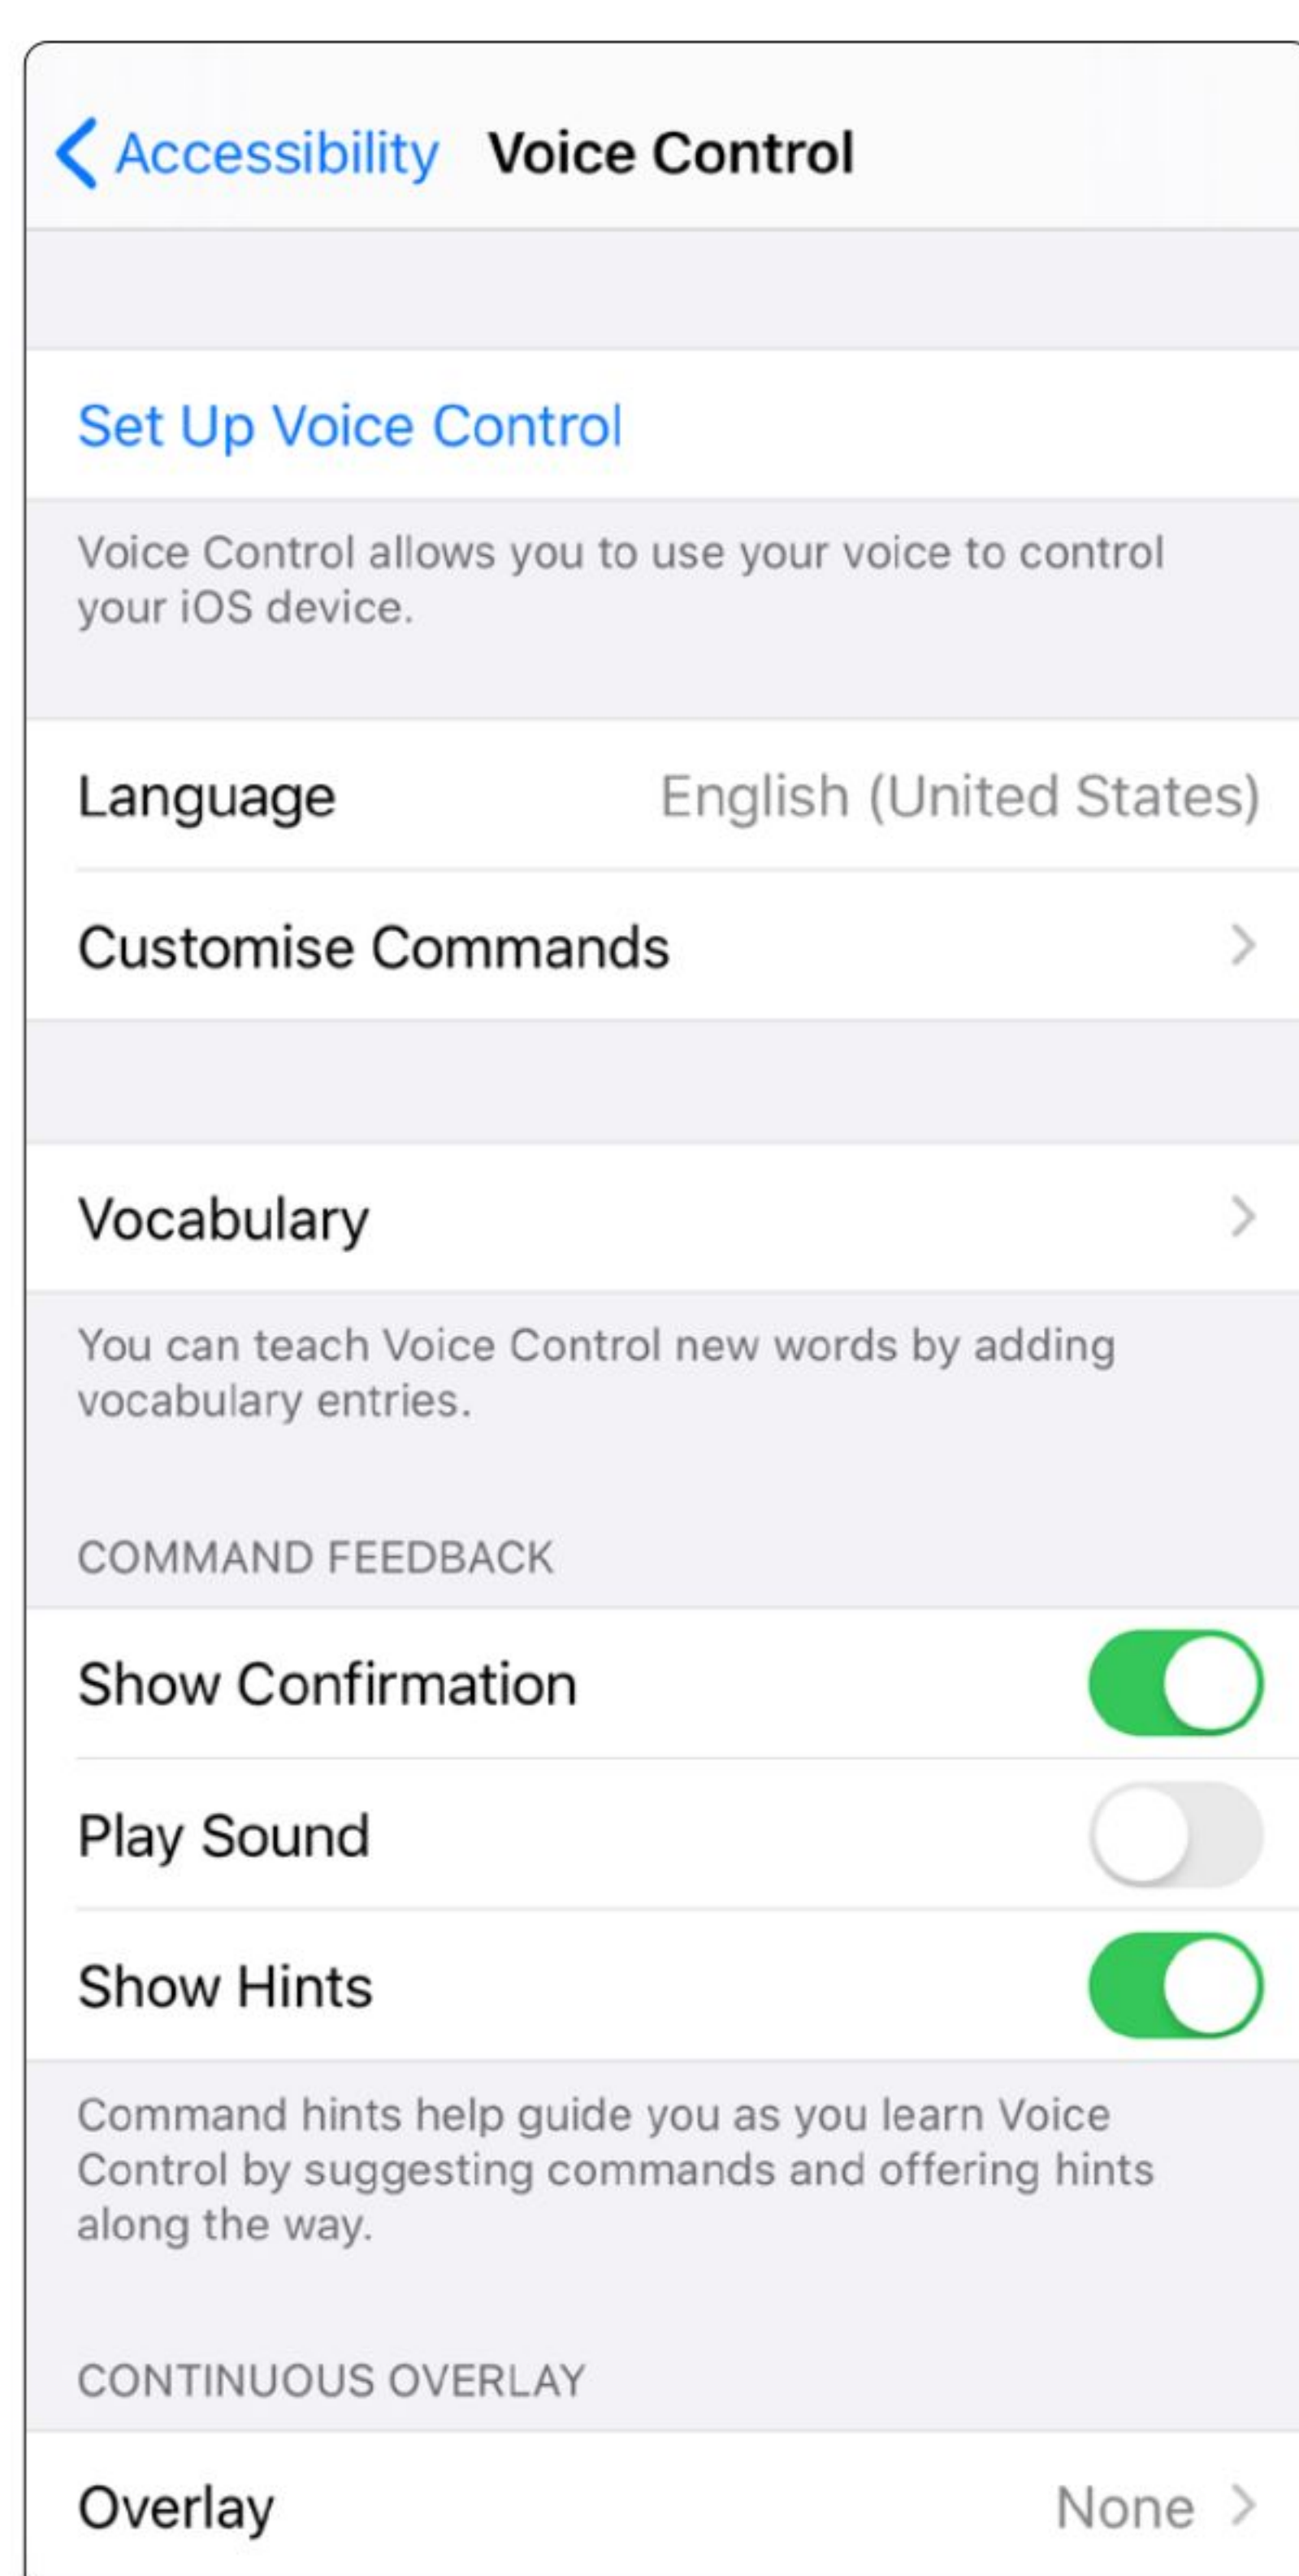 Accessibility Voice Control
Set Up Voice Control
Voice Control allows you to use your voice to control
your iOS device.
Language English (United States)
Customise Commands
Vocabulary
You can teach Voice Control new words by adding
vocabulary entries.
COMMAND FEEDBACK
Show Confirmation
Play Sound
Show Hints
Command hints help guide you as you learn Voice
Control by suggesting commands and offering hints
along the way.
CONTINUOUS OVERLAY
Overlay None